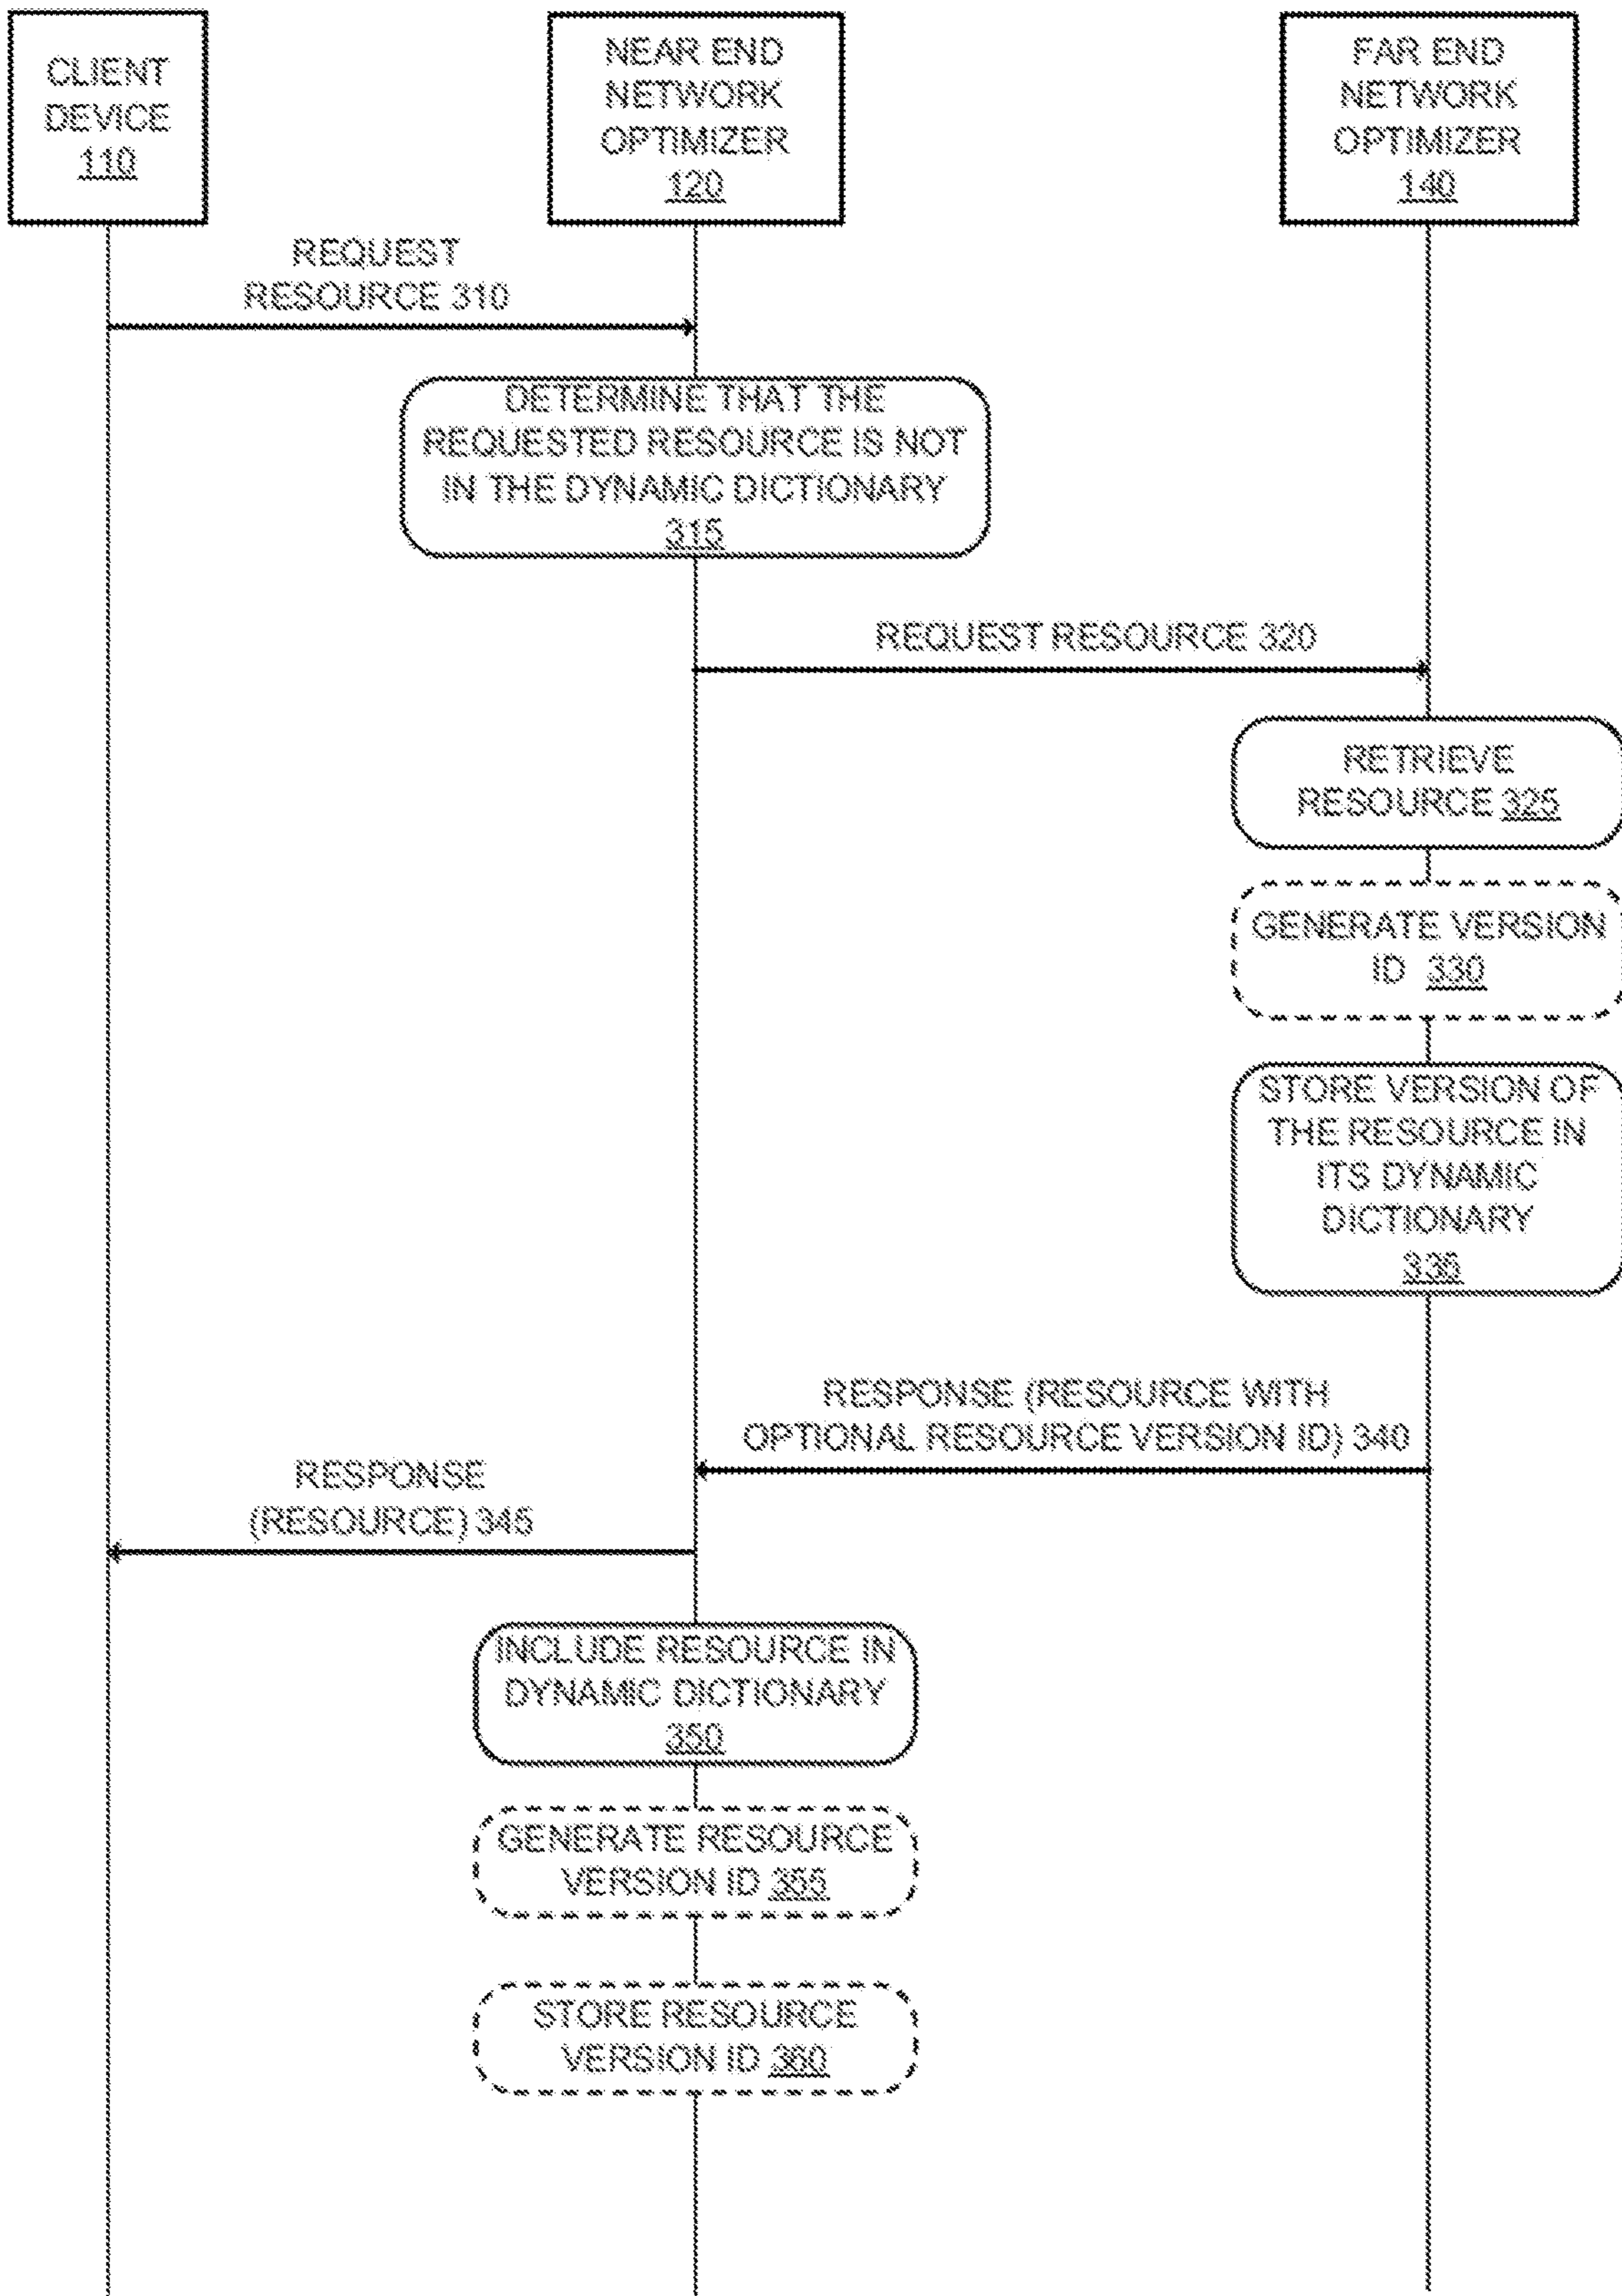 CLIENT
DEVICE
110
NEAR END
NETWORK
OPTIMIZER
120
FAR END
NETWORK
OPTIMIZER
140
REQUEST
RESOURCE 310
DETERMINE THAT THE
REQUESTED RESOURCE IS NOT
IN THE DYNAMIC DICTIONARY
315
REQUEST RESOURCE 320
RETRIEVE
RESOURCE 325
GENERATE VERSION
ID 330
STORE VERSION OF
THE RESOURCE IN
ITS DYNAMIC
DICTIONARY
335
RESPONSE (RESOURCE WITH
OPTIONAL RESOURCE VERSION ID) 340
RESPONSE
(RESOURCE) 345
INCLUDE RESOURCE IN
DYNAMIC DICTIONARY
350
GENERATE RESOURCE
VERSION ID 355
STORE RESOURCE
VERSION ID 360